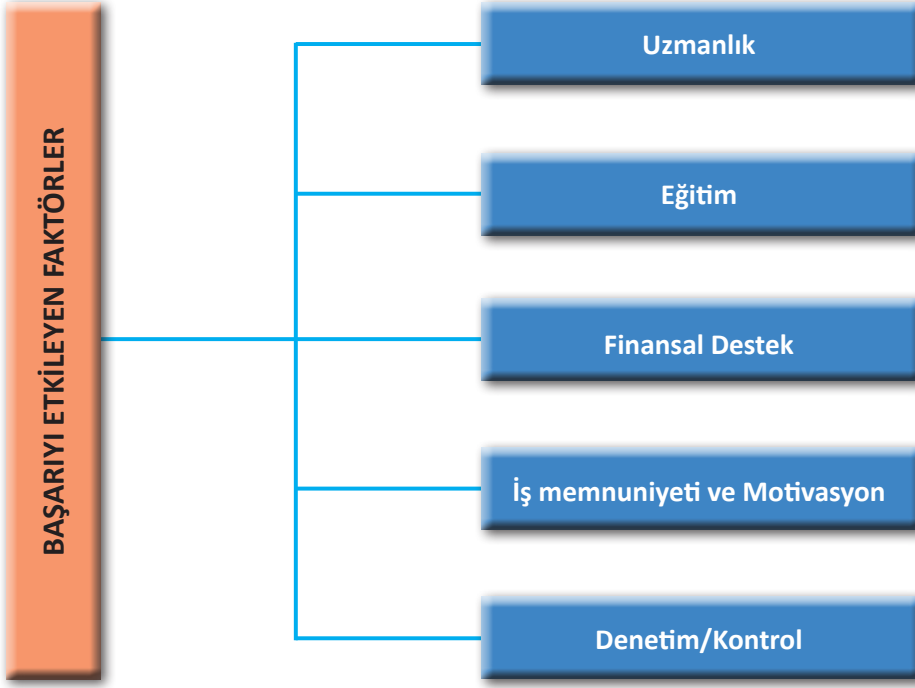 BAŞARIYI ETKİLEYEN FAKTÖRLER
Uzmanlık
Eğitim
Finansal Destek
İş memnuniyeti ve Motivasyon
Denetim/Kontrol